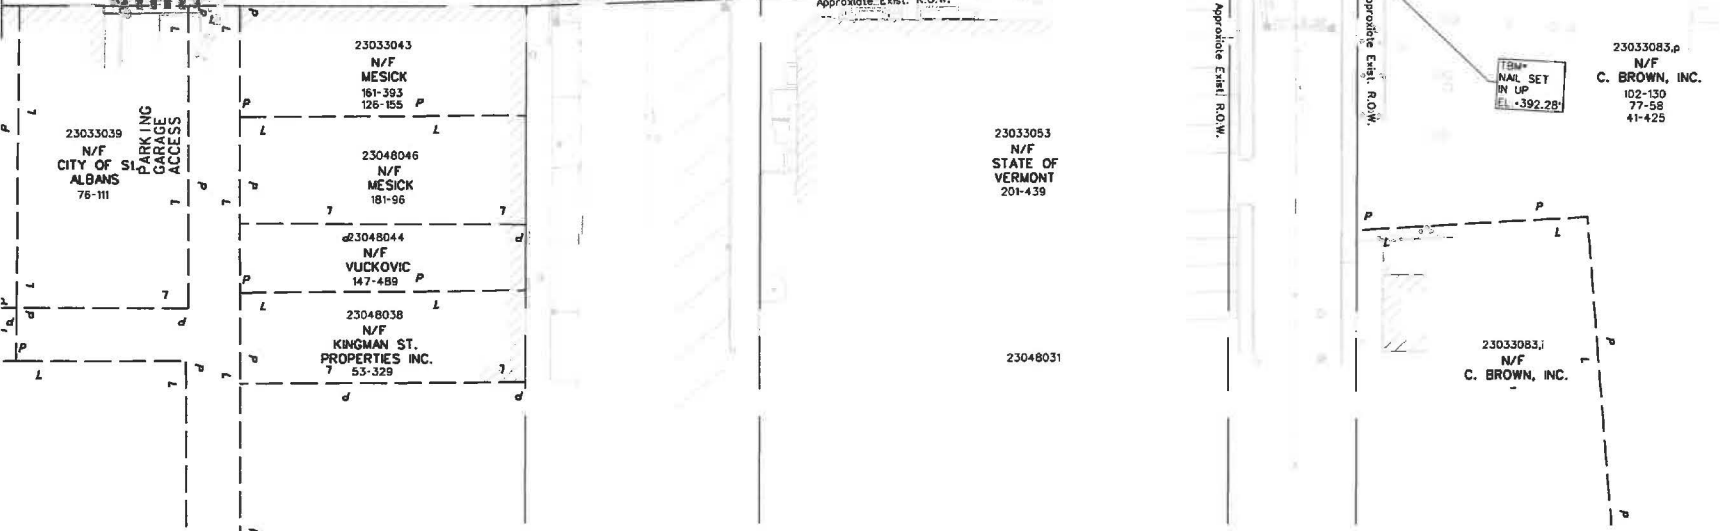 Approxiate Exist. R.O.W.
23033043
N/F
MESICK
161-393
126-155
23033039
N/F
CITY OF ST.
ALBANS
76-111
PARKING
GARAGE
ACCESS
23048046
N/F
MESICK
181-96
23048044
N/F
VUCKOVIC
147-489
23048038
N/F
KINGMAN ST.
PROPERTIES INC.
53-329
23033053
N/F
STATE OF
VERMONT
201-439
23048031
Approxiate Exist. R.O.W.
pproxiate Exist. R.O.W.
TBM=
NAIL SET
IN UP
EL.=392.28'
23033083,p
N/F
C. BROWN, INC.
102-130
77-58
41-425
23033083,i
N/F
C. BROWN, INC.
-
P
L
P
L
P
L
P
L
P
L
P
L
P
L
P
L